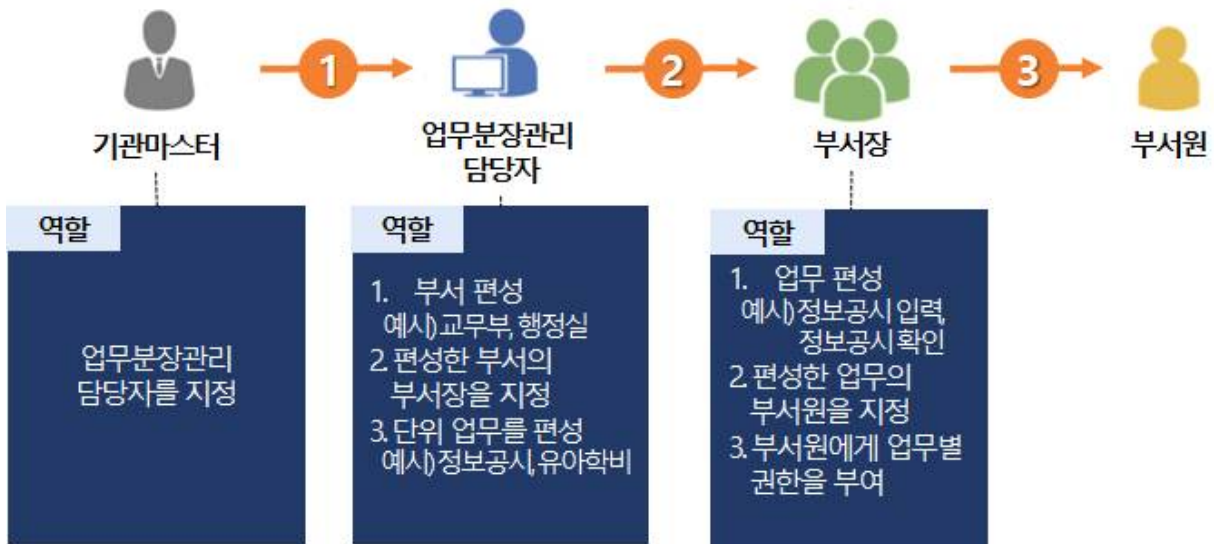 1
2
3
기관마스터
업무분장관리
담당자
부서장
부서원
역할
업무분장관리
담당자를 지정
역할
1. 부서 편성
예시) 교무부, 행정실
2. 편성한 부서의
부서장을 지정
3. 단위 업무를 편성
예시) 정보공시, 유아학비
역할
1. 업무 편성
예시) 정보공시 입력,
정보공시 확인
2. 편성한 업무의
부서원을 지정
3. 부서원에게 업무별
권한을 부여